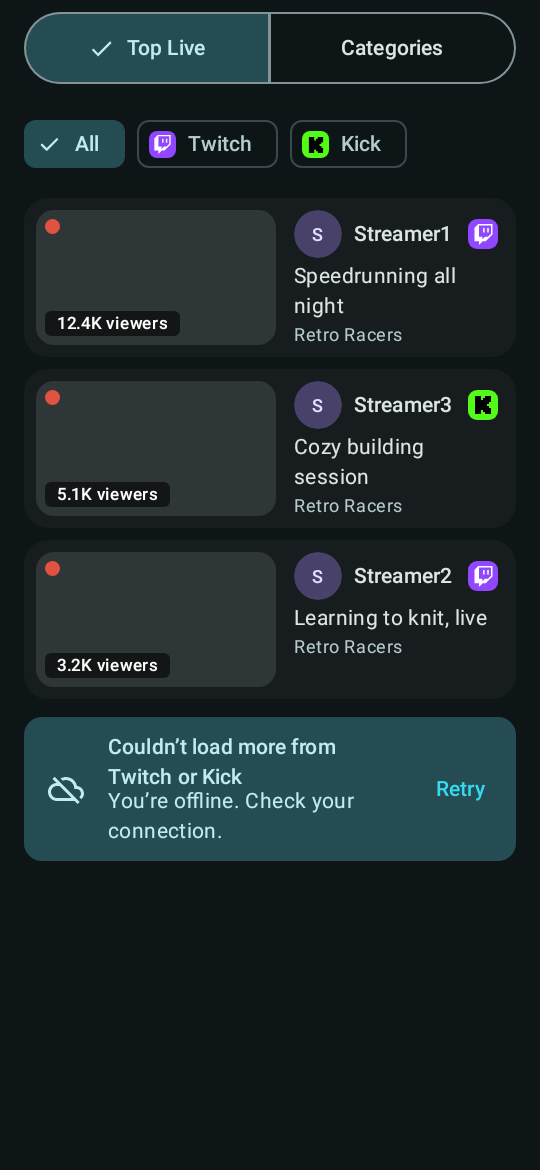 Top Live
Categories
All
Twitch
Kick
S
Streamer1
Speedrunning all
night
Retro Racers
12.4K viewers
S
Streamer3
Cozy building
session
Retro Racers
5.1K viewers
S
Streamer2
Learning to knit, live
Retro Racers
3.2K viewers
Couldn’t load more from
Twitch or Kick
You’re offline. Check your
connection.
Retry